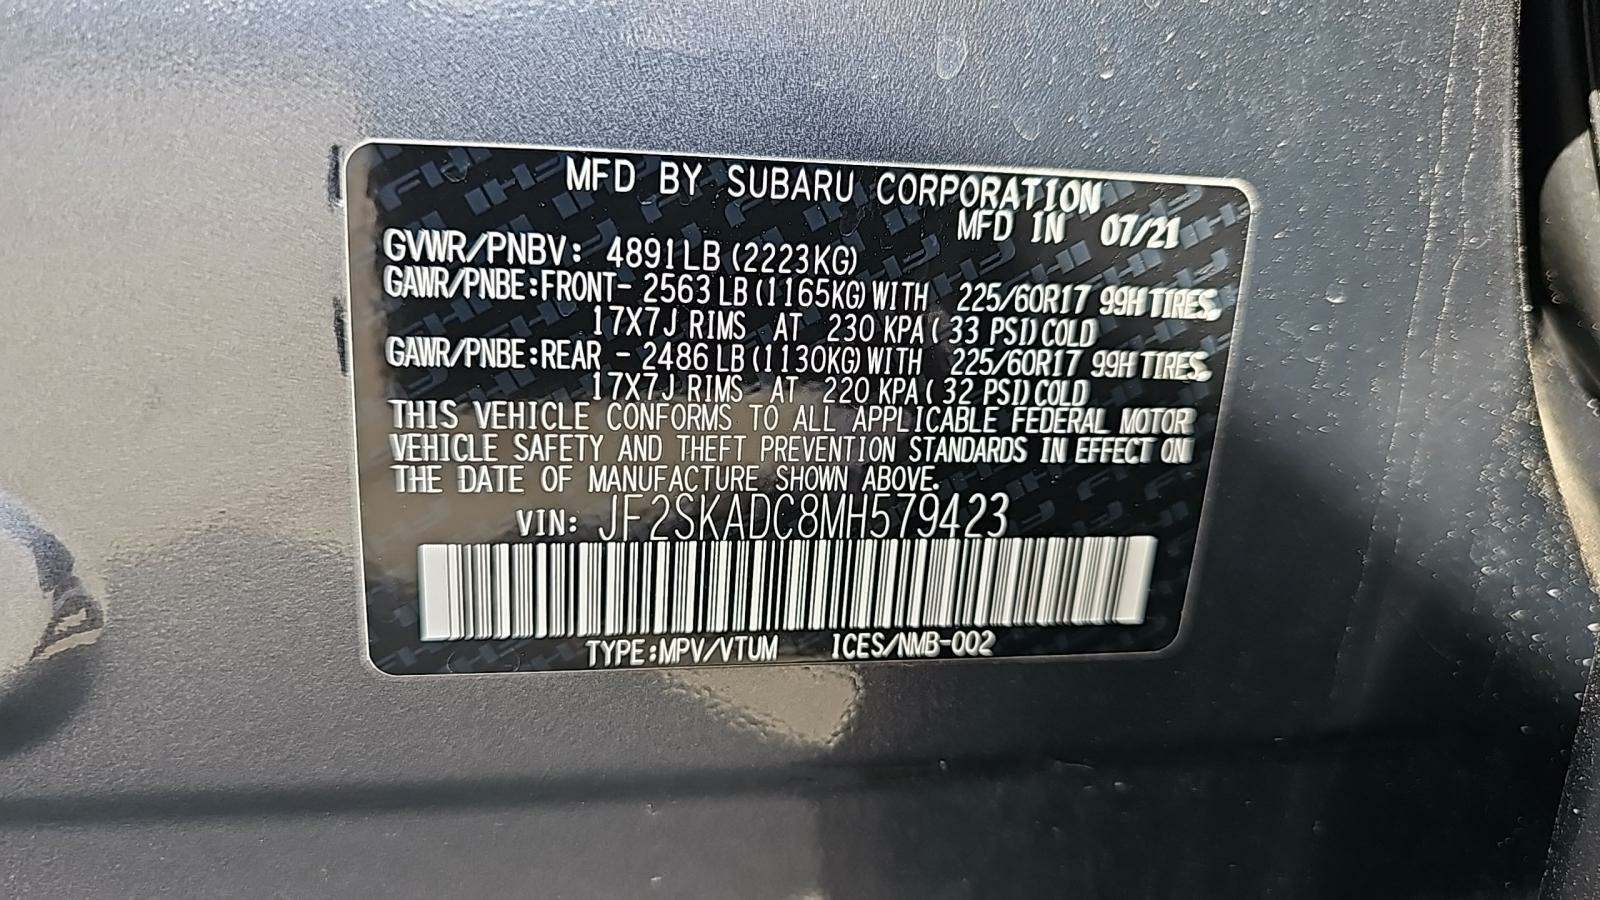 MFD BY SUBARU CORPORATION
MFD IN 07/21
GVWR/PNBV: 4891LB (2223KG)
GAWR/PNBE:FRONT- 2563 LB (1165KG) WITH 225/60R17 99H TIRES,
17X7J RIMS AT 230 KPA ( 33 PSI) COLD
GAWR/PNBE:REAR - 2486 LB (1130KG) WITH 225/60R17 99H TIRES,
17X7J RIMS AT 220 KPA ( 32 PSI) COLD
THIS VEHICLE CONFORMS TO ALL APPLICABLE FEDERAL MOTOR
VEHICLE SAFETY AND THEFT PREVENTION STANDARDS IN EFFECT ON
THE DATE OF MANUFACTURE SHOWN ABOVE.
VIN: JF2SKADC8MH579423
TYPE:MPV/VTUM ICES/NMB-002